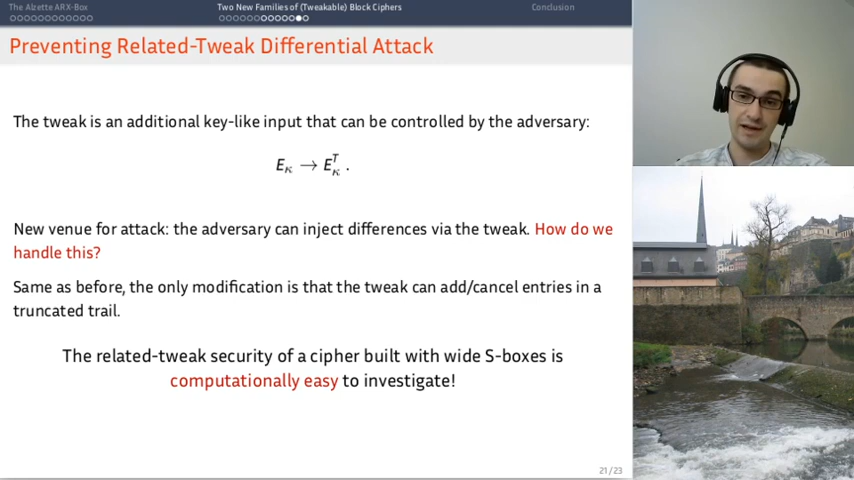 The Alzette ARX-Box
Two New Families of (Tweakable) Block Ciphers
Conclusion
Preventing Related-Tweak Differential Attack
The tweak is an additional key-like input that can be controlled by the adversary:
E_κ → E_κ^T .
New venue for attack: the adversary can inject differences via the tweak. How do we
handle this?
Same as before, the only modification is that the tweak can add/cancel entries in a
truncated trail.
The related-tweak security of a cipher built with wide S-boxes is
computationally easy to investigate!
21/23